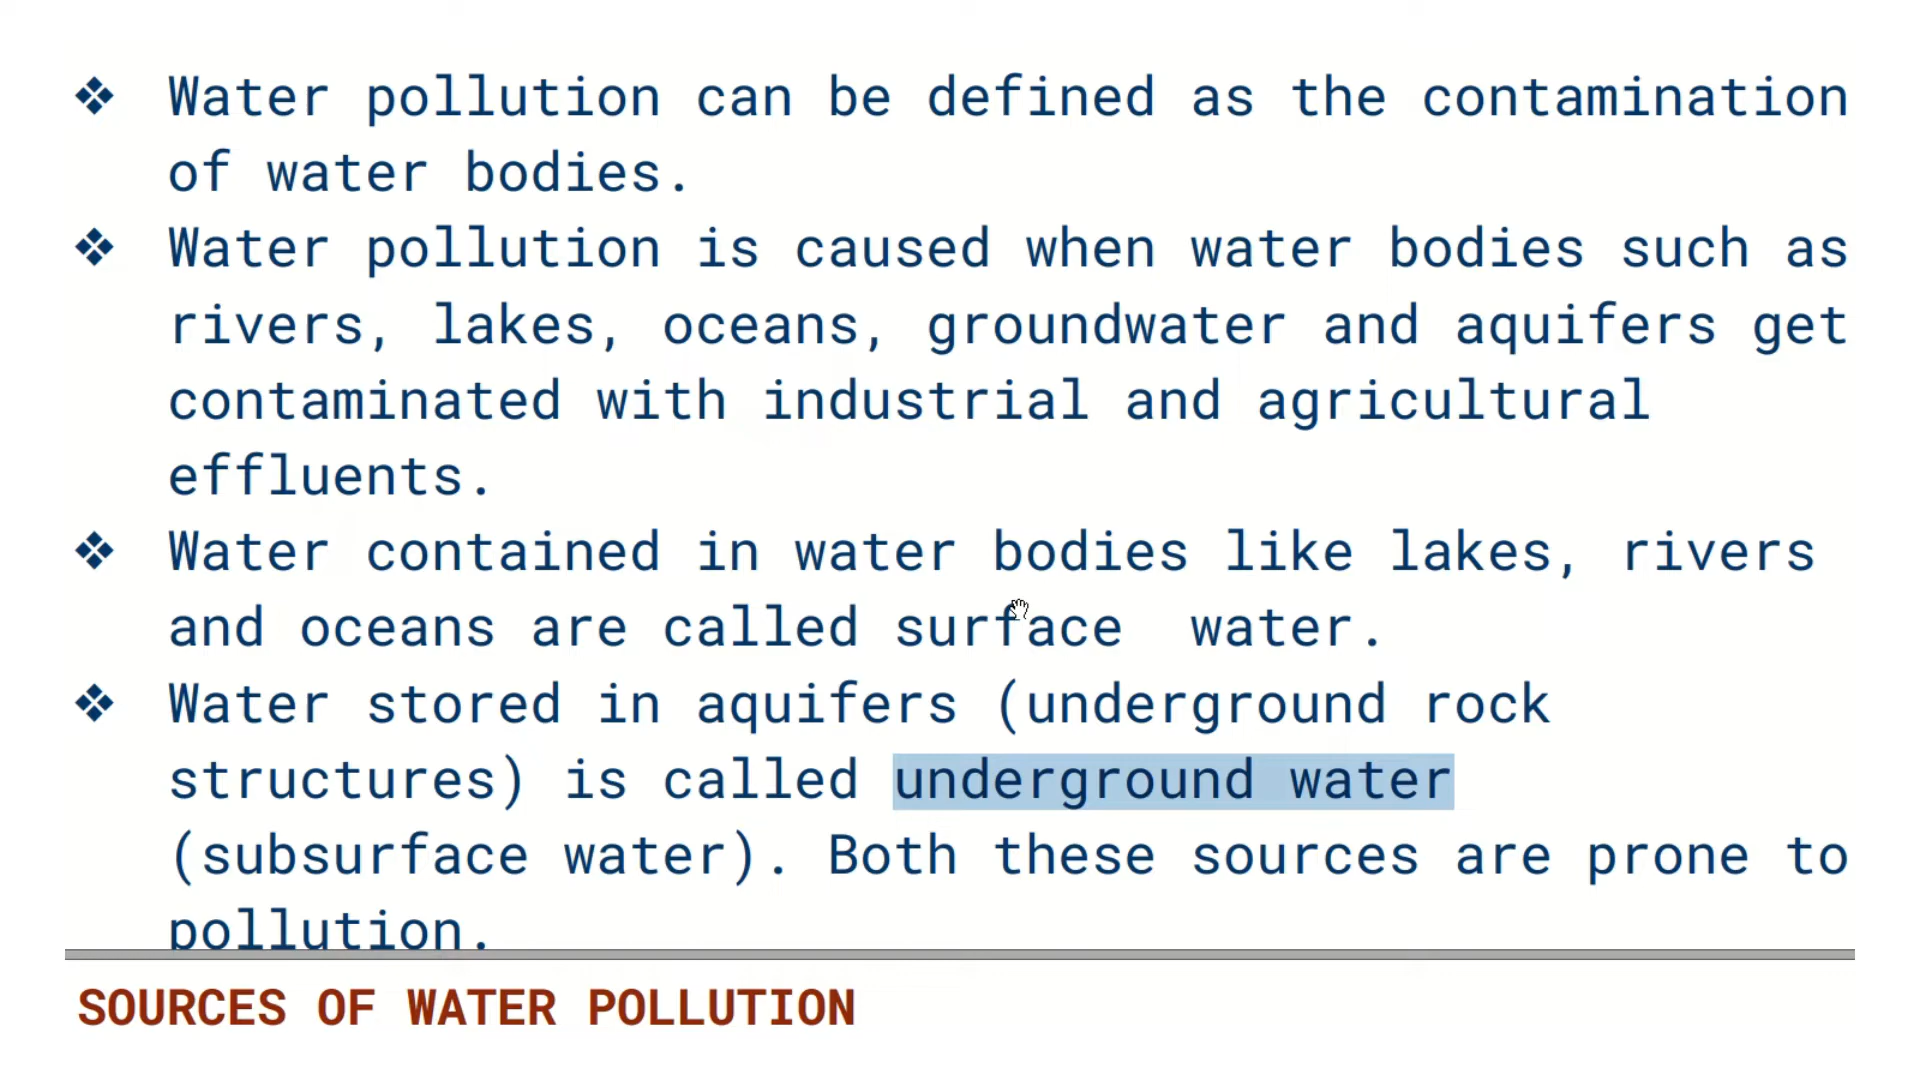 ❖ Water pollution can be defined as the contamination
of water bodies.
❖ Water pollution is caused when water bodies such as
rivers, lakes, oceans, groundwater and aquifers get
contaminated with industrial and agricultural
effluents.
❖ Water contained in water bodies like lakes, rivers
and oceans are called surface  water.
❖ Water stored in aquifers (underground rock
structures) is called underground water
(subsurface water). Both these sources are prone to
pollution.
SOURCES OF WATER POLLUTION